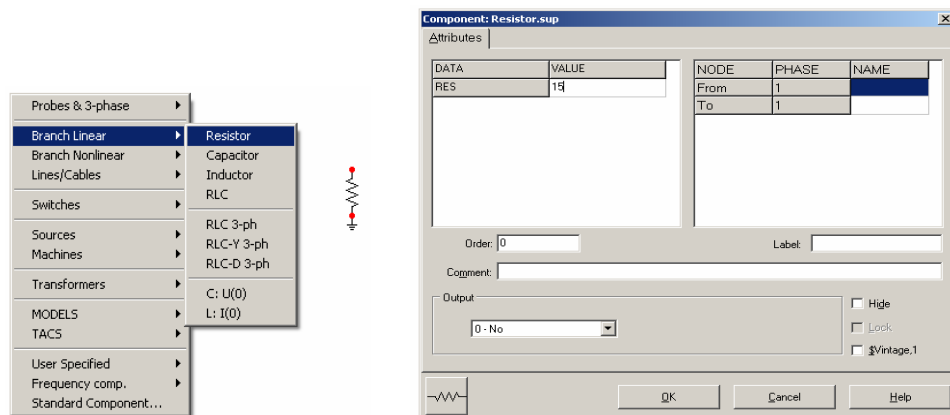 Probes & 3-phase
Branch Linear
Branch Nonlinear
Lines/Cables
Switches
Sources
Machines
Transformers
MODELS
TACS
User Specified
Frequency comp.
Standard Component...
Resistor
Capacitor
Inductor
RLC
RLC 3-ph
RLC-Y 3-ph
RLC-D 3-ph
C: U(0)
L: I(0)
Component: Resistor.sup
Attributes
DATA VALUE
RES 15
NODE PHASE NAME
From 1
To 1
Order: 0
Label:
Comment:
Output
0 - No
Hide
Lock
$Vintage,1
OK Cancel Help